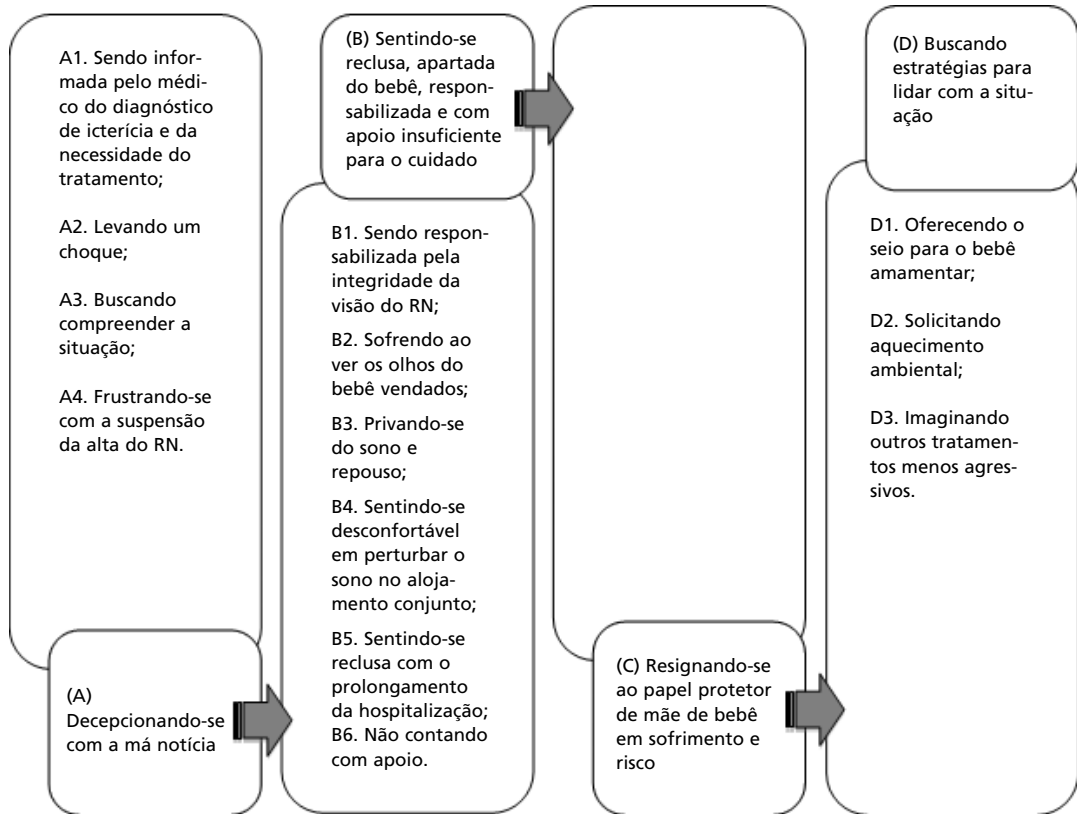 A1. Sendo infor-
mada pelo médi-
co do diagnóstico
de icterícia e da
necessidade do
tratamento;
A2. Levando um
choque;
A3. Buscando
compreender a
situação;
A4. Frustrando-se
com a suspensão
da alta do RN.
(A)
Decepcionando-se
com a má notícia
(B) Sentindo-se
reclusa, apartada
do bebê, respon-
sabilizada e com
apoio insuficiente
para o cuidado
B1. Sendo respon-
sabilizada pela
integridade da
visão do RN;
B2. Sofrendo ao
ver os olhos do
bebê vendados;
B3. Privando-se
do sono e
repouso;
B4. Sentindo-se
desconfortável
em perturbar o
sono no aloja-
mento conjunto;
B5. Sentindo-se
reclusa com o
prolongamento
da hospitalização;
B6. Não contando
com apoio.
(C) Resignando-se
ao papel protetor
de mãe de bebê
em sofrimento e
risco
(D) Buscando
estratégias para
lidar com a situ-
ação
D1. Oferecendo o
seio para o bebê
amamentar;
D2. Solicitando
aquecimento
ambiental;
D3. Imaginando
outros tratamen-
tos menos agres-
sivos.